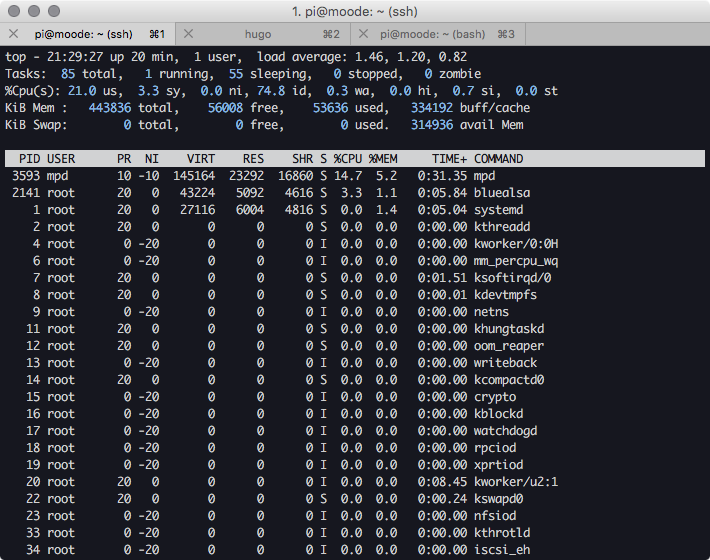 1. pi@moode: ~ (ssh)
pi@moode: ~ (ssh) ⌘1 hugo ⌘2 pi@moode: ~ (bash) ⌘3
top - 21:29:27 up 20 min,  1 user,  load average: 1.46, 1.20, 0.82
Tasks:  85 total,   1 running,  55 sleeping,   0 stopped,   0 zombie
%Cpu(s): 21.0 us,  3.3 sy,  0.0 ni, 74.8 id,  0.3 wa,  0.0 hi,  0.7 si,  0.0 st
KiB Mem :   443836 total,    56008 free,    53636 used,   334192 buff/cache
KiB Swap:        0 total,        0 free,        0 used.   314936 avail Mem
PID USER      PR  NI    VIRT    RES    SHR S %CPU %MEM     TIME+ COMMAND
3593 mpd       10 -10  145164  23292  16860 S 14.7  5.2   0:31.35 mpd
2141 root      20   0   43224   5092   4616 S  3.3  1.1   0:05.84 bluealsa
1 root      20   0   27116   6004   4816 S  0.0  1.4   0:05.04 systemd
2 root      20   0       0      0      0 S  0.0  0.0   0:00.00 kthreadd
4 root       0 -20       0      0      0 I  0.0  0.0   0:00.00 kworker/0:0H
6 root       0 -20       0      0      0 I  0.0  0.0   0:00.00 mm_percpu_wq
7 root      20   0       0      0      0 S  0.0  0.0   0:01.51 ksoftirqd/0
8 root      20   0       0      0      0 S  0.0  0.0   0:00.01 kdevtmpfs
9 root       0 -20       0      0      0 I  0.0  0.0   0:00.00 netns
11 root      20   0       0      0      0 S  0.0  0.0   0:00.00 khungtaskd
12 root      20   0       0      0      0 S  0.0  0.0   0:00.00 oom_reaper
13 root       0 -20       0      0      0 I  0.0  0.0   0:00.00 writeback
14 root      20   0       0      0      0 S  0.0  0.0   0:00.00 kcompactd0
15 root       0 -20       0      0      0 I  0.0  0.0   0:00.00 crypto
16 root       0 -20       0      0      0 I  0.0  0.0   0:00.00 kblockd
17 root       0 -20       0      0      0 I  0.0  0.0   0:00.00 watchdogd
18 root       0 -20       0      0      0 I  0.0  0.0   0:00.00 rpciod
19 root       0 -20       0      0      0 I  0.0  0.0   0:00.00 xprtiod
20 root      20   0       0      0      0 I  0.0  0.0   0:08.45 kworker/u2:1
22 root      20   0       0      0      0 S  0.0  0.0   0:00.24 kswapd0
23 root       0 -20       0      0      0 I  0.0  0.0   0:00.00 nfsiod
33 root       0 -20       0      0      0 I  0.0  0.0   0:00.00 kthrotld
34 root       0 -20       0      0      0 I  0.0  0.0   0:00.00 iscsi_eh